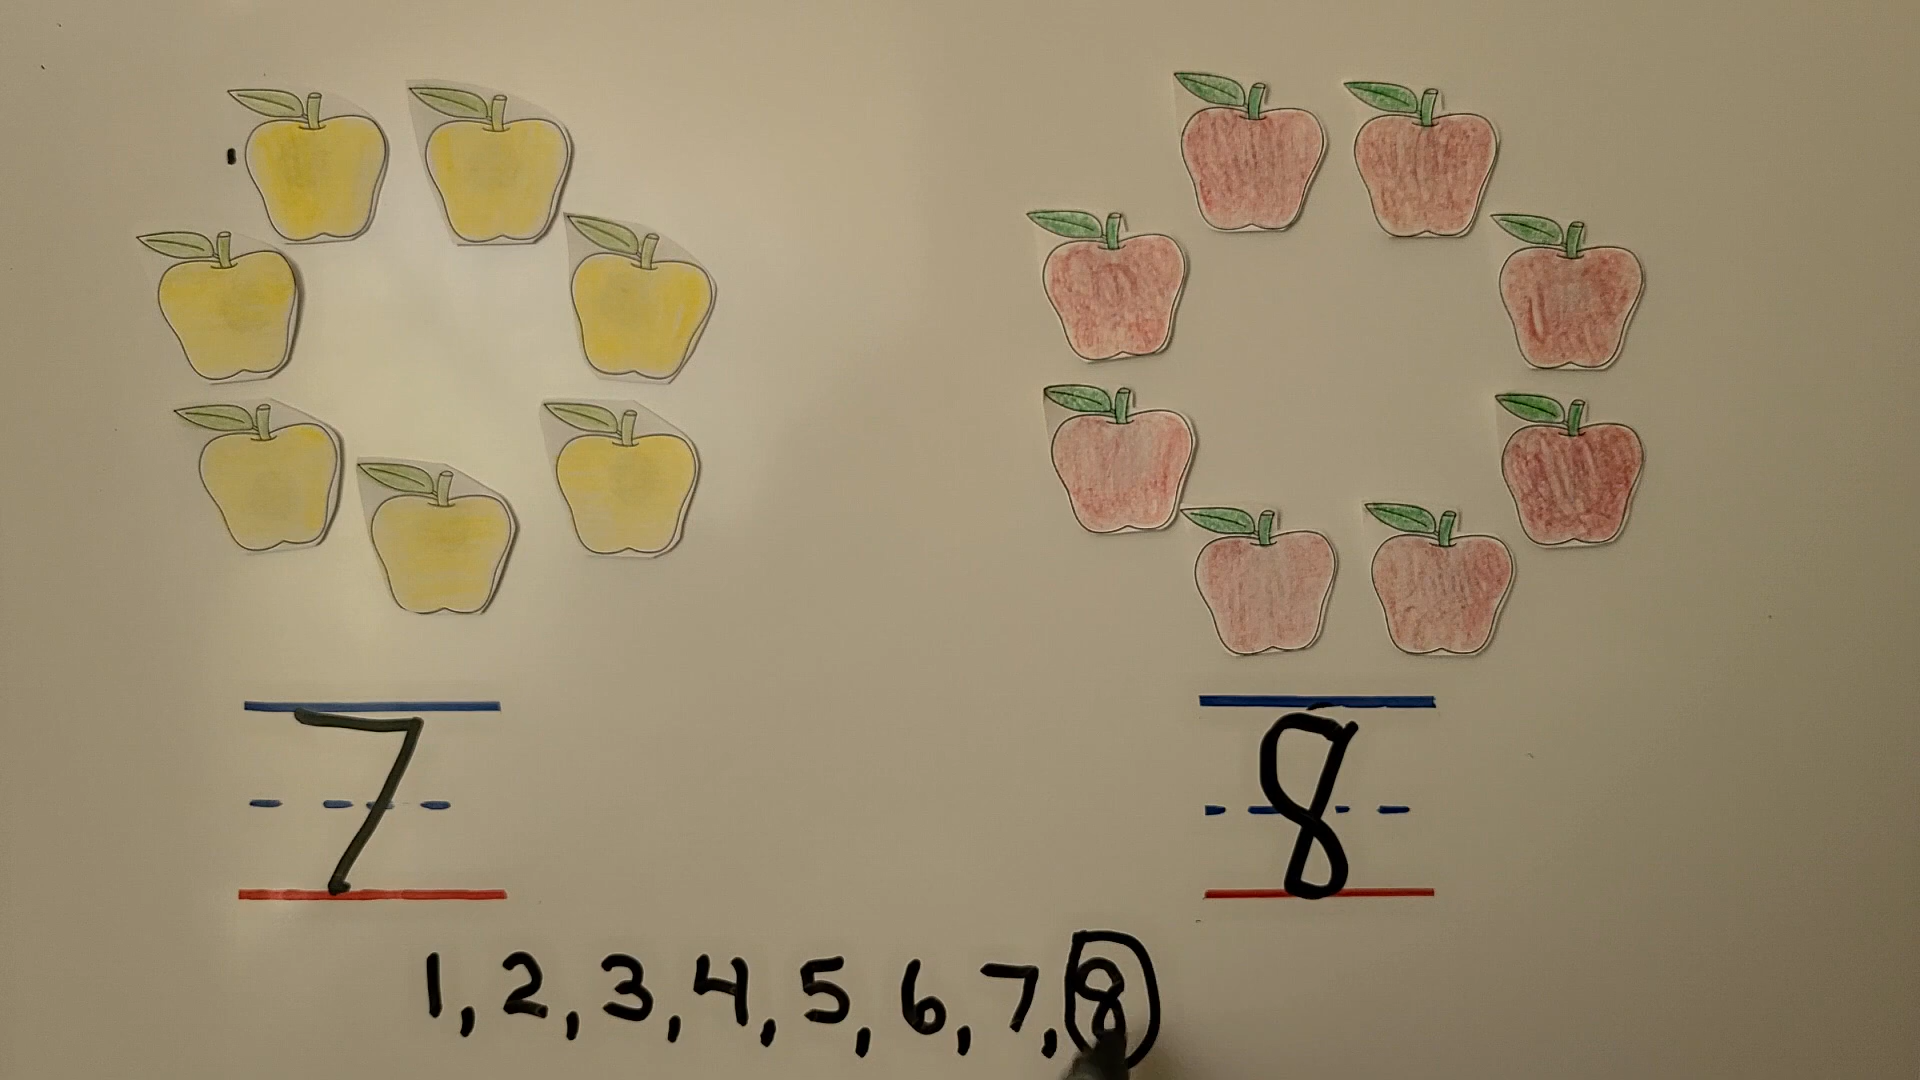 7
8
1, 2, 3, 4, 5, 6, 7, 8